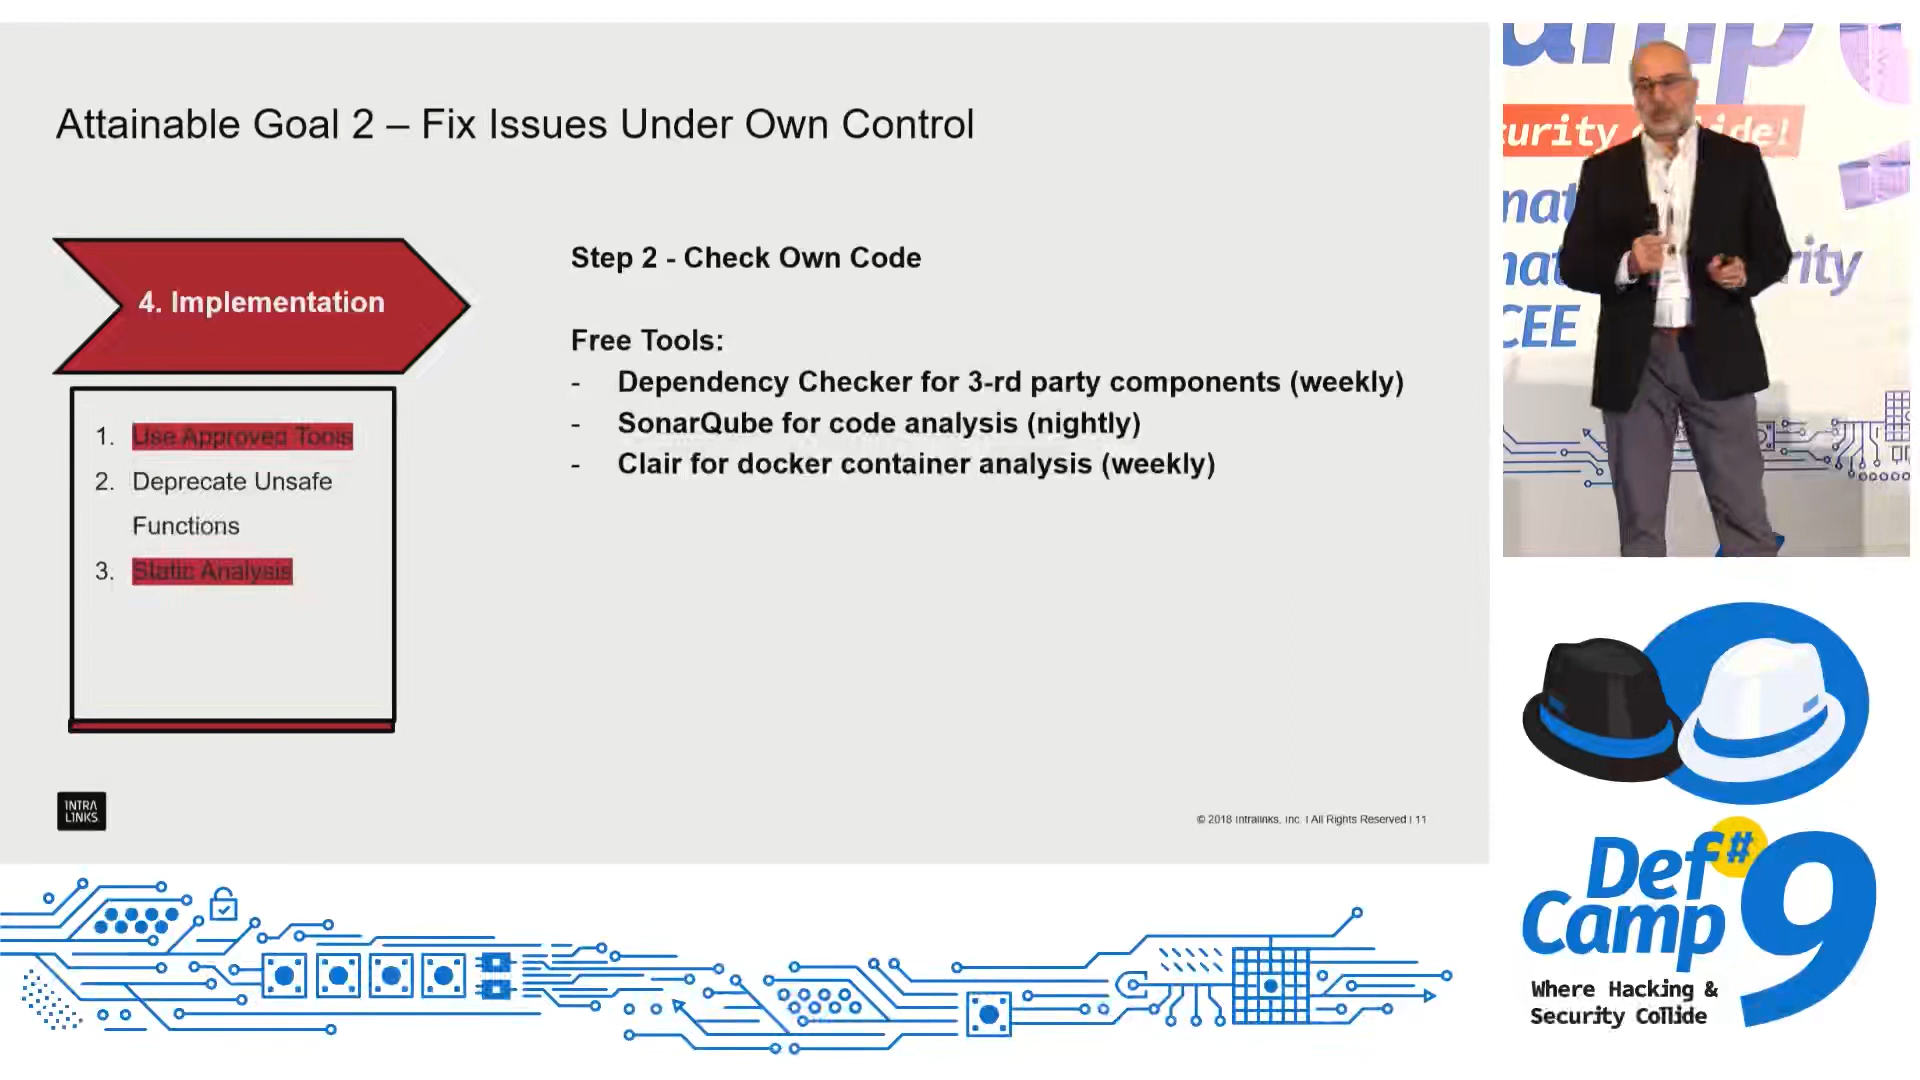 Attainable Goal 2 – Fix Issues Under Own Control
4. Implementation
1. Use Approved Tools
2. Deprecate Unsafe
Functions
3. Static Analysis
Step 2 - Check Own Code
Free Tools:
- Dependency Checker for 3-rd party components (weekly)
- SonarQube for code analysis (nightly)
- Clair for docker container analysis (weekly)
INTRA
LINKS
© 2018 Intralinks, Inc. | All Rights Reserved | 11
CEE
Def
Camp
#9
Where Hacking &
Security Collide